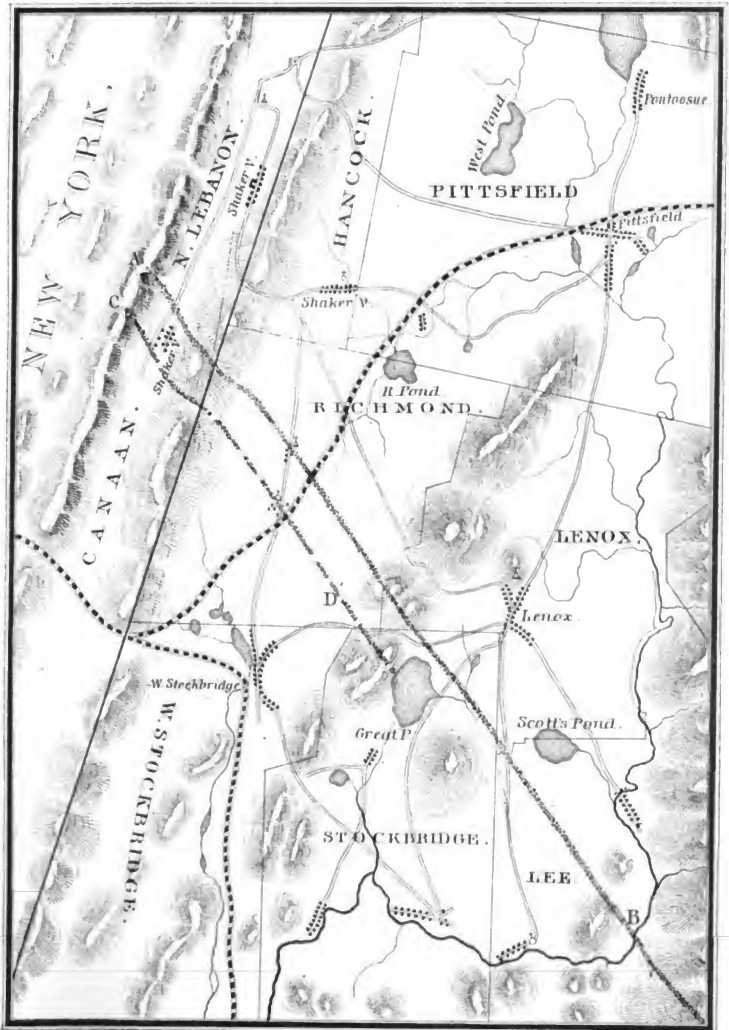 Pontoosue.
West Pond
PITTSFIELD
Pittsfield
NEW YORK.
N. LEBANON.
Shaker V.
HANCOCK.
Shaker V.
A
C
Shaker V.
CANAAN.
R. Pond.
RICHMOND.
LENOX.
D
Lenox
W. Stockbridge
W. STOCKBRIDGE.
Great P.
Scott's Pond.
STOCKBRIDGE.
LEE.
B